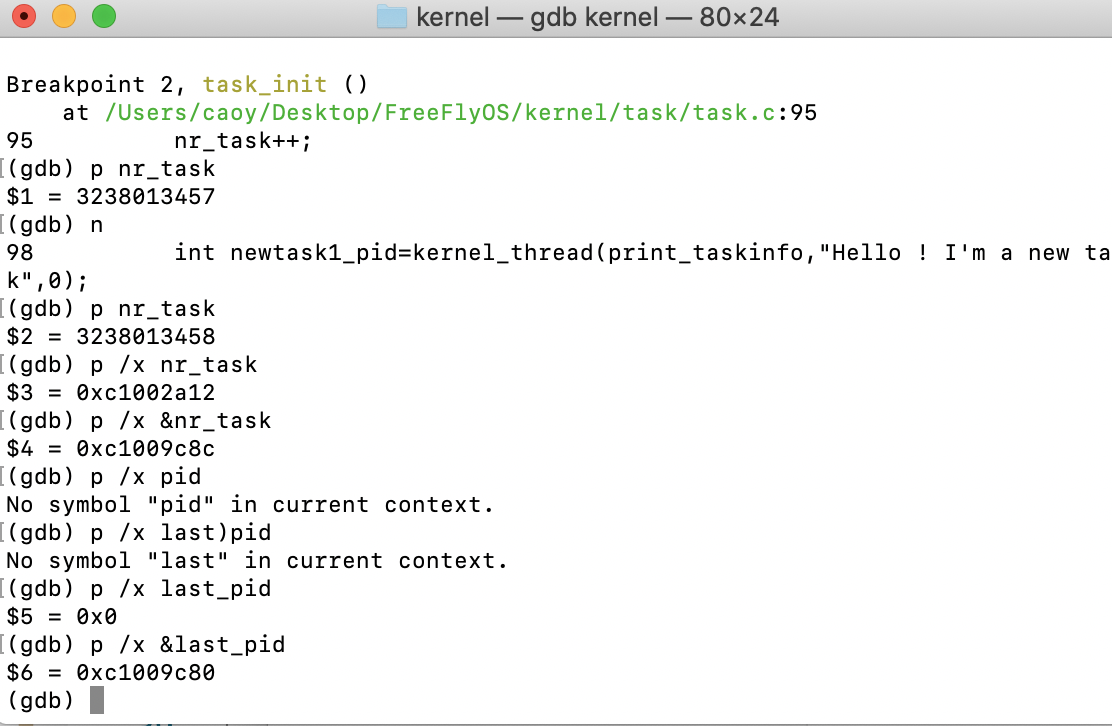 kernel — gdb kernel — 80×24
Breakpoint 2, task_init ()
    at /Users/caoy/Desktop/FreeFlyOS/kernel/task/task.c:95
95          nr_task++;
[(gdb) p nr_task
$1 = 3238013457
[(gdb) n
98          int newtask1_pid=kernel_thread(print_taskinfo,"Hello ! I'm a new ta
k",0);
[(gdb) p nr_task
$2 = 3238013458
[(gdb) p /x nr_task
$3 = 0xc1002a12
[(gdb) p /x &nr_task
$4 = 0xc1009c8c
[(gdb) p /x pid
No symbol "pid" in current context.
[(gdb) p /x last)pid
No symbol "last" in current context.
[(gdb) p /x last_pid
$5 = 0x0
[(gdb) p /x &last_pid
$6 = 0xc1009c80
(gdb)